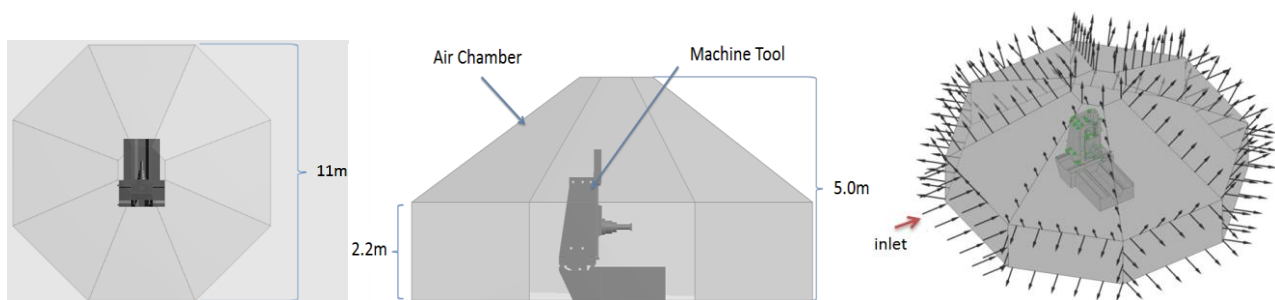 11m
Air Chamber
Machine Tool
5.0m
2.2m
inlet